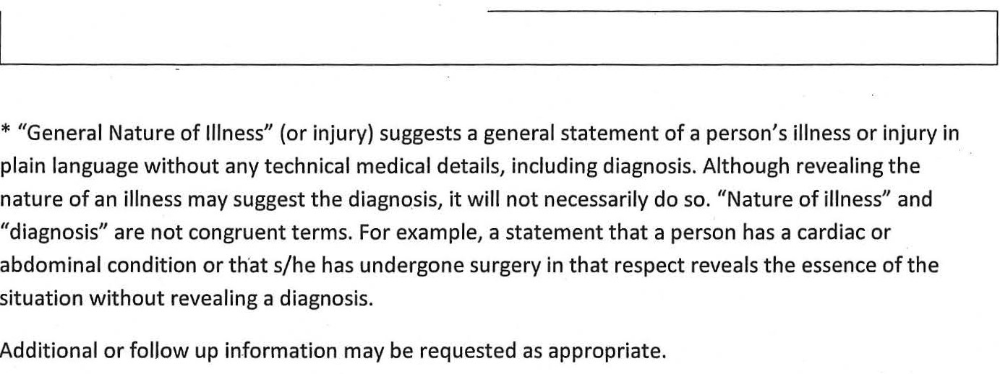 * “General Nature of Illness” (or injury) suggests a general statement of a person’s illness or injury in
plain language without any technical medical details, including diagnosis. Although revealing the
nature of an illness may suggest the diagnosis, it will not necessarily do so. “Nature of illness” and
“diagnosis” are not congruent terms. For example, a statement that a person has a cardiac or
abdominal condition or that s/he has undergone surgery in that respect reveals the essence of the
situation without revealing a diagnosis.
Additional or follow up information may be requested as appropriate.